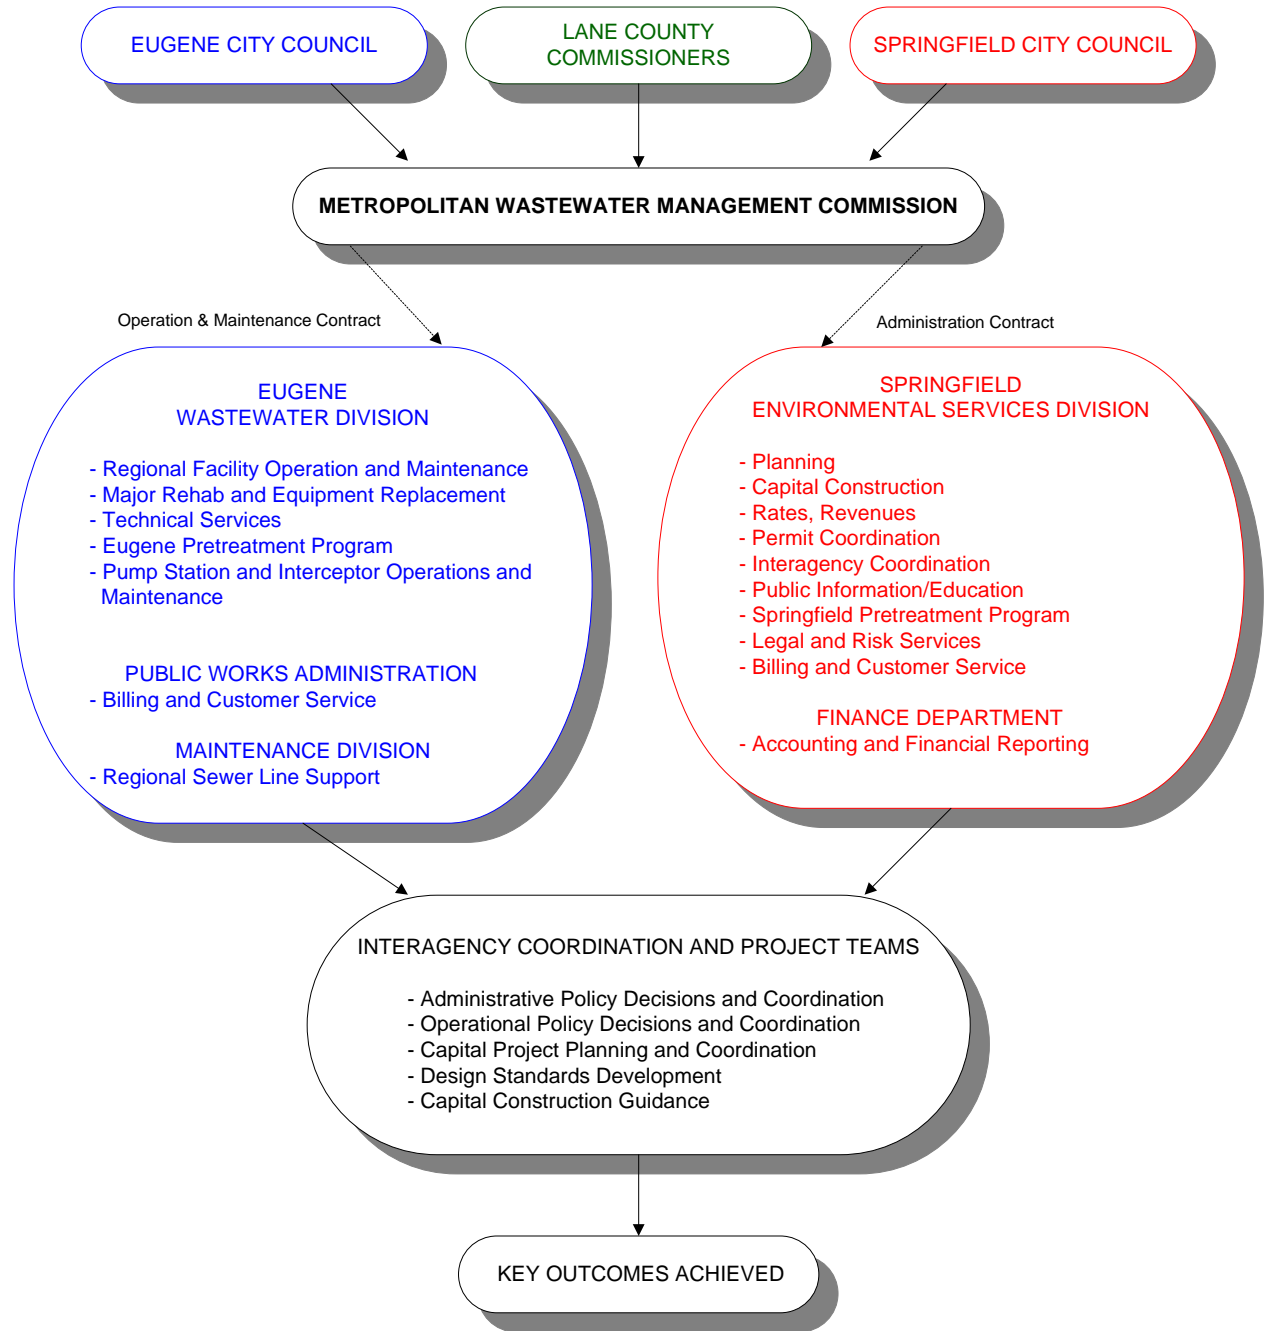 EUGENE CITY COUNCIL
LANE COUNTY
COMMISSIONERS
SPRINGFIELD CITY COUNCIL
METROPOLITAN WASTEWATER MANAGEMENT COMMISSION
Operation & Maintenance Contract
Administration Contract
EUGENE
WASTEWATER DIVISION
- Regional Facility Operation and Maintenance
- Major Rehab and Equipment Replacement
- Technical Services
- Eugene Pretreatment Program
- Pump Station and Interceptor Operations and
Maintenance
PUBLIC WORKS ADMINISTRATION
- Billing and Customer Service
MAINTENANCE DIVISION
- Regional Sewer Line Support
SPRINGFIELD
ENVIRONMENTAL SERVICES DIVISION
- Planning
- Capital Construction
- Rates, Revenues
- Permit Coordination
- Interagency Coordination
- Public Information/Education
- Springfield Pretreatment Program
- Legal and Risk Services
- Billing and Customer Service
FINANCE DEPARTMENT
- Accounting and Financial Reporting
INTERAGENCY COORDINATION AND PROJECT TEAMS
- Administrative Policy Decisions and Coordination
- Operational Policy Decisions and Coordination
- Capital Project Planning and Coordination
- Design Standards Development
- Capital Construction Guidance
KEY OUTCOMES ACHIEVED